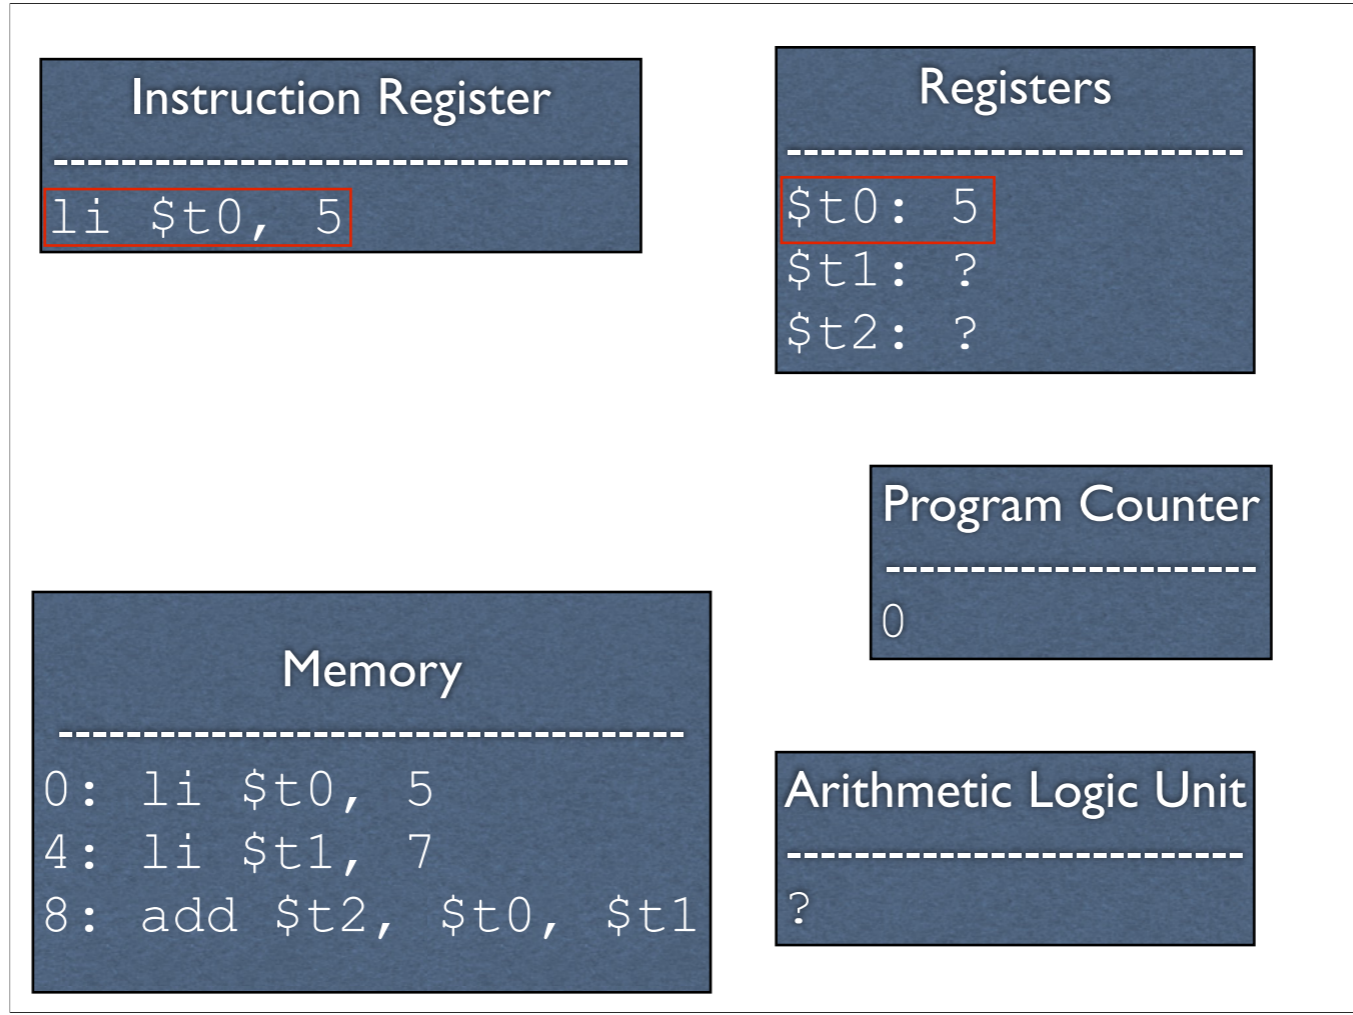 Instruction Register
-----------------------------------
li $t0, 5
Registers
----------------------------
$t0: 5
$t1: ?
$t2: ?
Program Counter
-----------------------
0
Memory
--------------------------------------
0: li $t0, 5
4: li $t1, 7
8: add $t2, $t0, $t1
Arithmetic Logic Unit
----------------------------
?